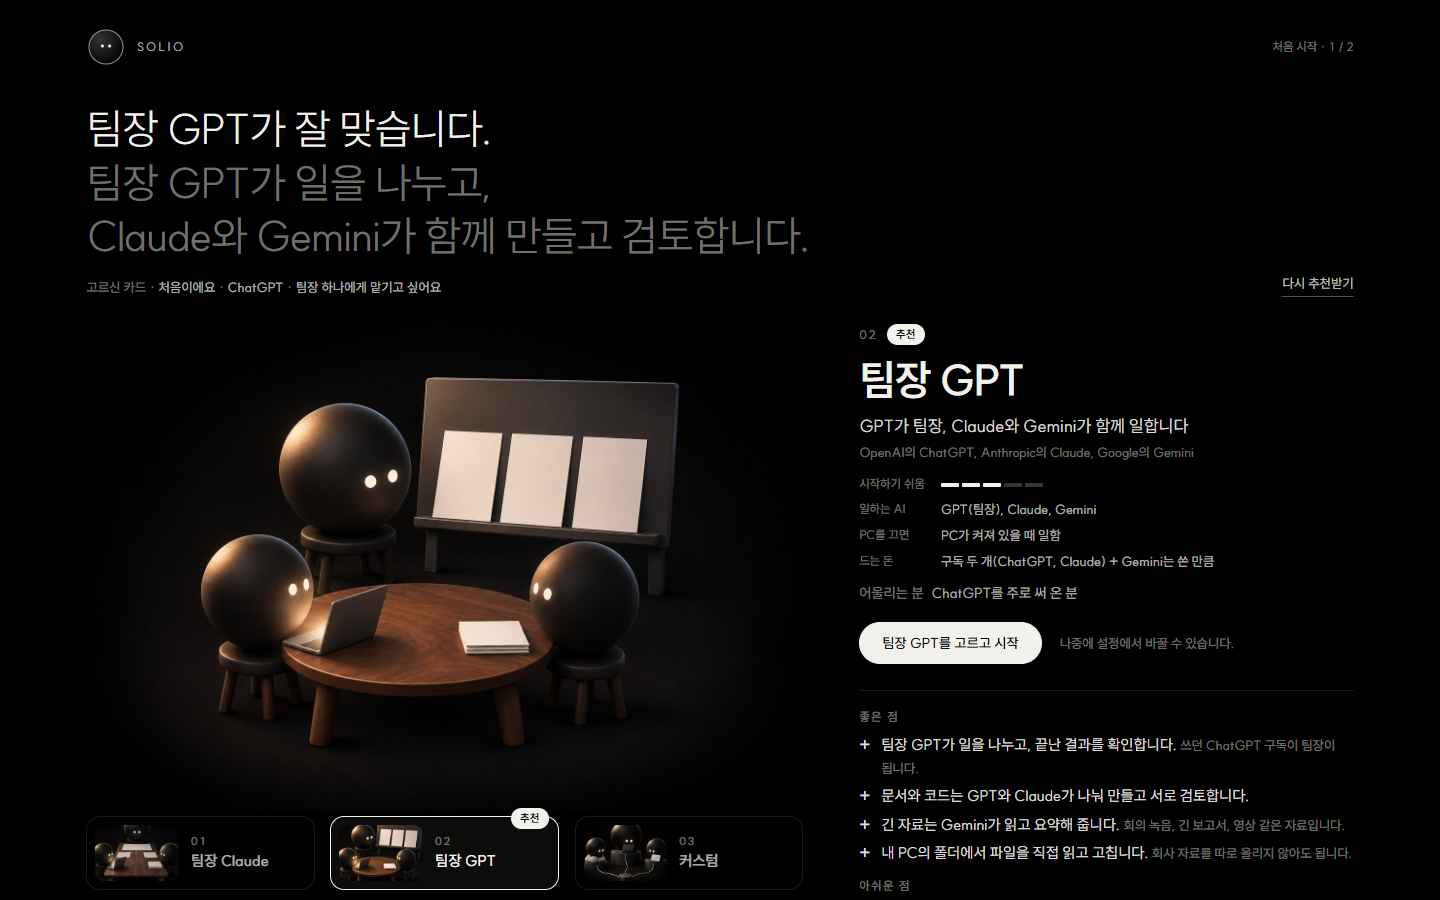 SOLIO
처음 시작 · 1 / 2
팀장 GPT가 잘 맞습니다.
팀장 GPT가 일을 나누고,
Claude와 Gemini가 함께 만들고 검토합니다.
고르신 카드 · 처음이에요 · ChatGPT · 팀장 하나에게 맡기고 싶어요
다시 추천받기
02 추천
팀장 GPT
GPT가 팀장, Claude와 Gemini가 함께 일합니다
OpenAI의 ChatGPT, Anthropic의 Claude, Google의 Gemini
시작하기 쉬움
일하는 AI GPT(팀장), Claude, Gemini
PC를 끄면 PC가 켜져 있을 때 일함
드는 돈 구독 두 개(ChatGPT, Claude) + Gemini는 쓴 만큼
어울리는 분 ChatGPT를 주로 써 온 분
팀장 GPT를 고르고 시작 나중에 설정에서 바꿀 수 있습니다.
좋은 점
+ 팀장 GPT가 일을 나누고, 끝난 결과를 확인합니다. 쓰던 ChatGPT 구독이 팀장이
됩니다.
+ 문서와 코드는 GPT와 Claude가 나눠 만들고 서로 검토합니다.
+ 긴 자료는 Gemini가 읽고 요약해 줍니다. 회의 녹음, 긴 보고서, 영상 같은 자료입니다.
+ 내 PC의 폴더에서 파일을 직접 읽고 고칩니다. 회사 자료를 따로 올리지 않아도 됩니다.
아쉬운 점
01
팀장 Claude
추천
02
팀장 GPT
03
커스텀